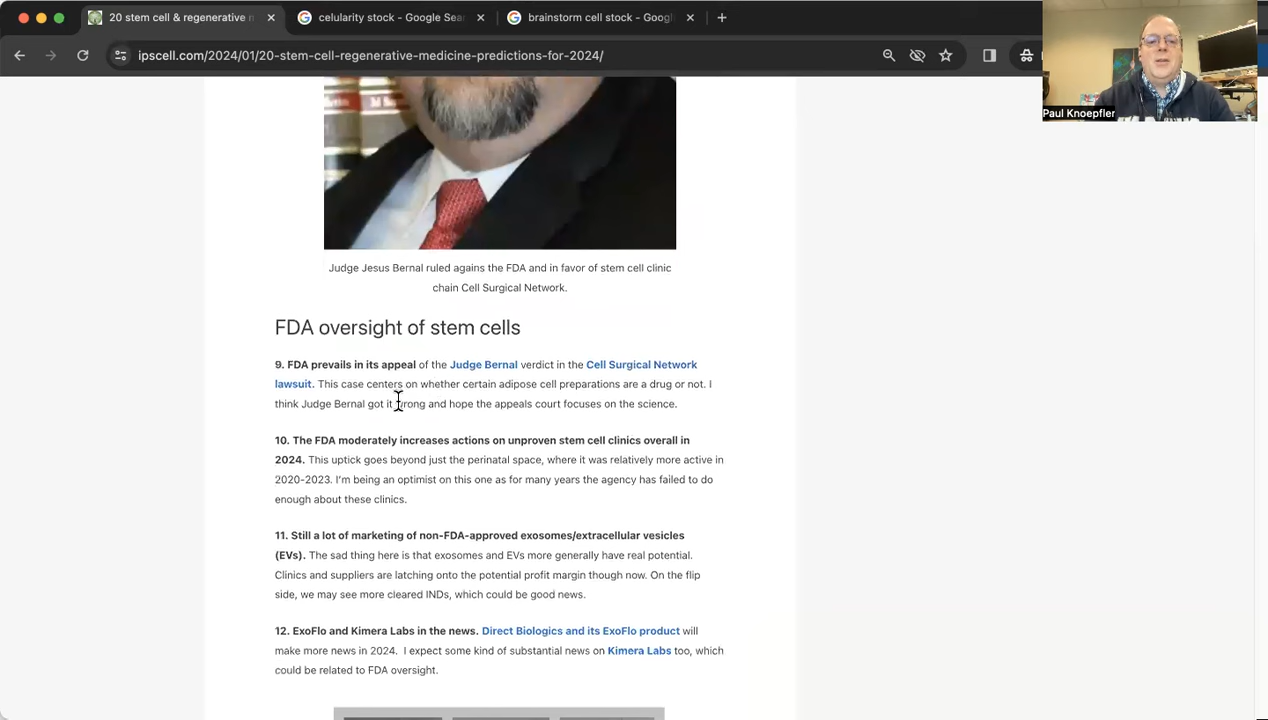 20 stem cell & regenerative n
celularity stock - Google Sea
brainstorm cell stock - Googl
ipscell.com/2024/01/20-stem-cell-regenerative-medicine-predictions-for-2024/
Paul Knoepfler
Judge Jesus Bernal ruled agains the FDA and in favor of stem cell clinic
chain Cell Surgical Network.
FDA oversight of stem cells
9. FDA prevails in its appeal of the Judge Bernal verdict in the Cell Surgical Network
lawsuit. This case centers on whether certain adipose cell preparations are a drug or not. I
think Judge Bernal got it wrong and hope the appeals court focuses on the science.
10. The FDA moderately increases actions on unproven stem cell clinics overall in
2024. This uptick goes beyond just the perinatal space, where it was relatively more active in
2020-2023. I'm being an optimist on this one as for many years the agency has failed to do
enough about these clinics.
11. Still a lot of marketing of non-FDA-approved exosomes/extracellular vesicles
(EVs). The sad thing here is that exosomes and EVs more generally have real potential.
Clinics and suppliers are latching onto the potential profit margin though now. On the flip
side, we may see more cleared INDs, which could be good news.
12. ExoFlo and Kimera Labs in the news. Direct Biologics and its ExoFlo product will
make more news in 2024. I expect some kind of substantial news on Kimera Labs too, which
could be related to FDA oversight.